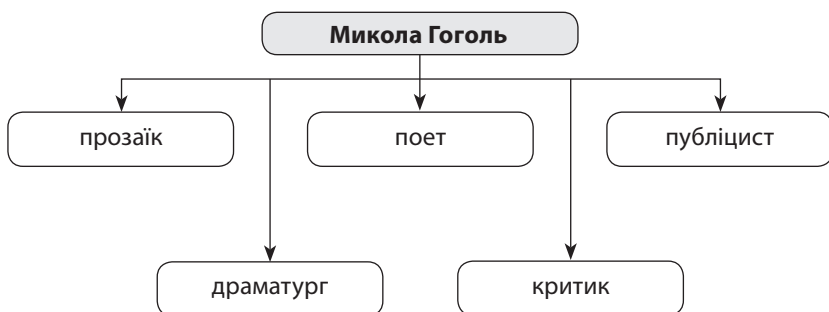 Микола Гоголь
прозаїк
поет
публіцист
драматург
критик